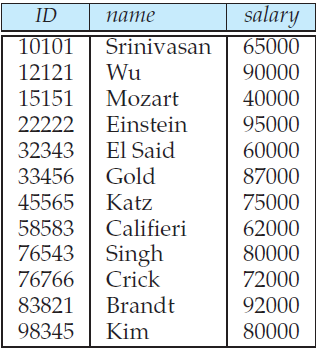 ID name salary
10101 Srinivasan 65000
12121 Wu 90000
15151 Mozart 40000
22222 Einstein 95000
32343 El Said 60000
33456 Gold 87000
45565 Katz 75000
58583 Califieri 62000
76543 Singh 80000
76766 Crick 72000
83821 Brandt 92000
98345 Kim 80000